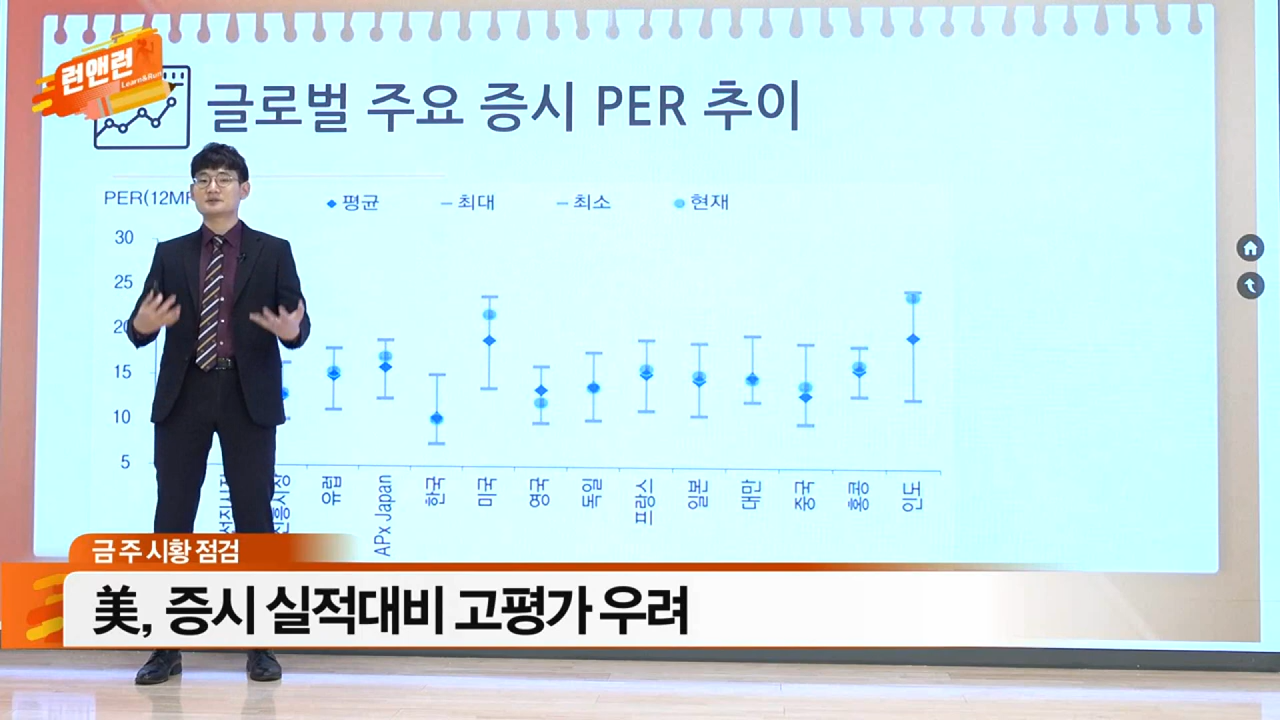 런앤런
Learn&Run
글로벌 주요 증시 PER 추이
평균
최대
최소
현재
30
25
15
10
5
유럽
APx Japan
한국
미국
영국
독일
프랑스
일본
대만
중국
홍콩
인도
금주 시황 점검
美, 증시 실적대비 고평가 우려